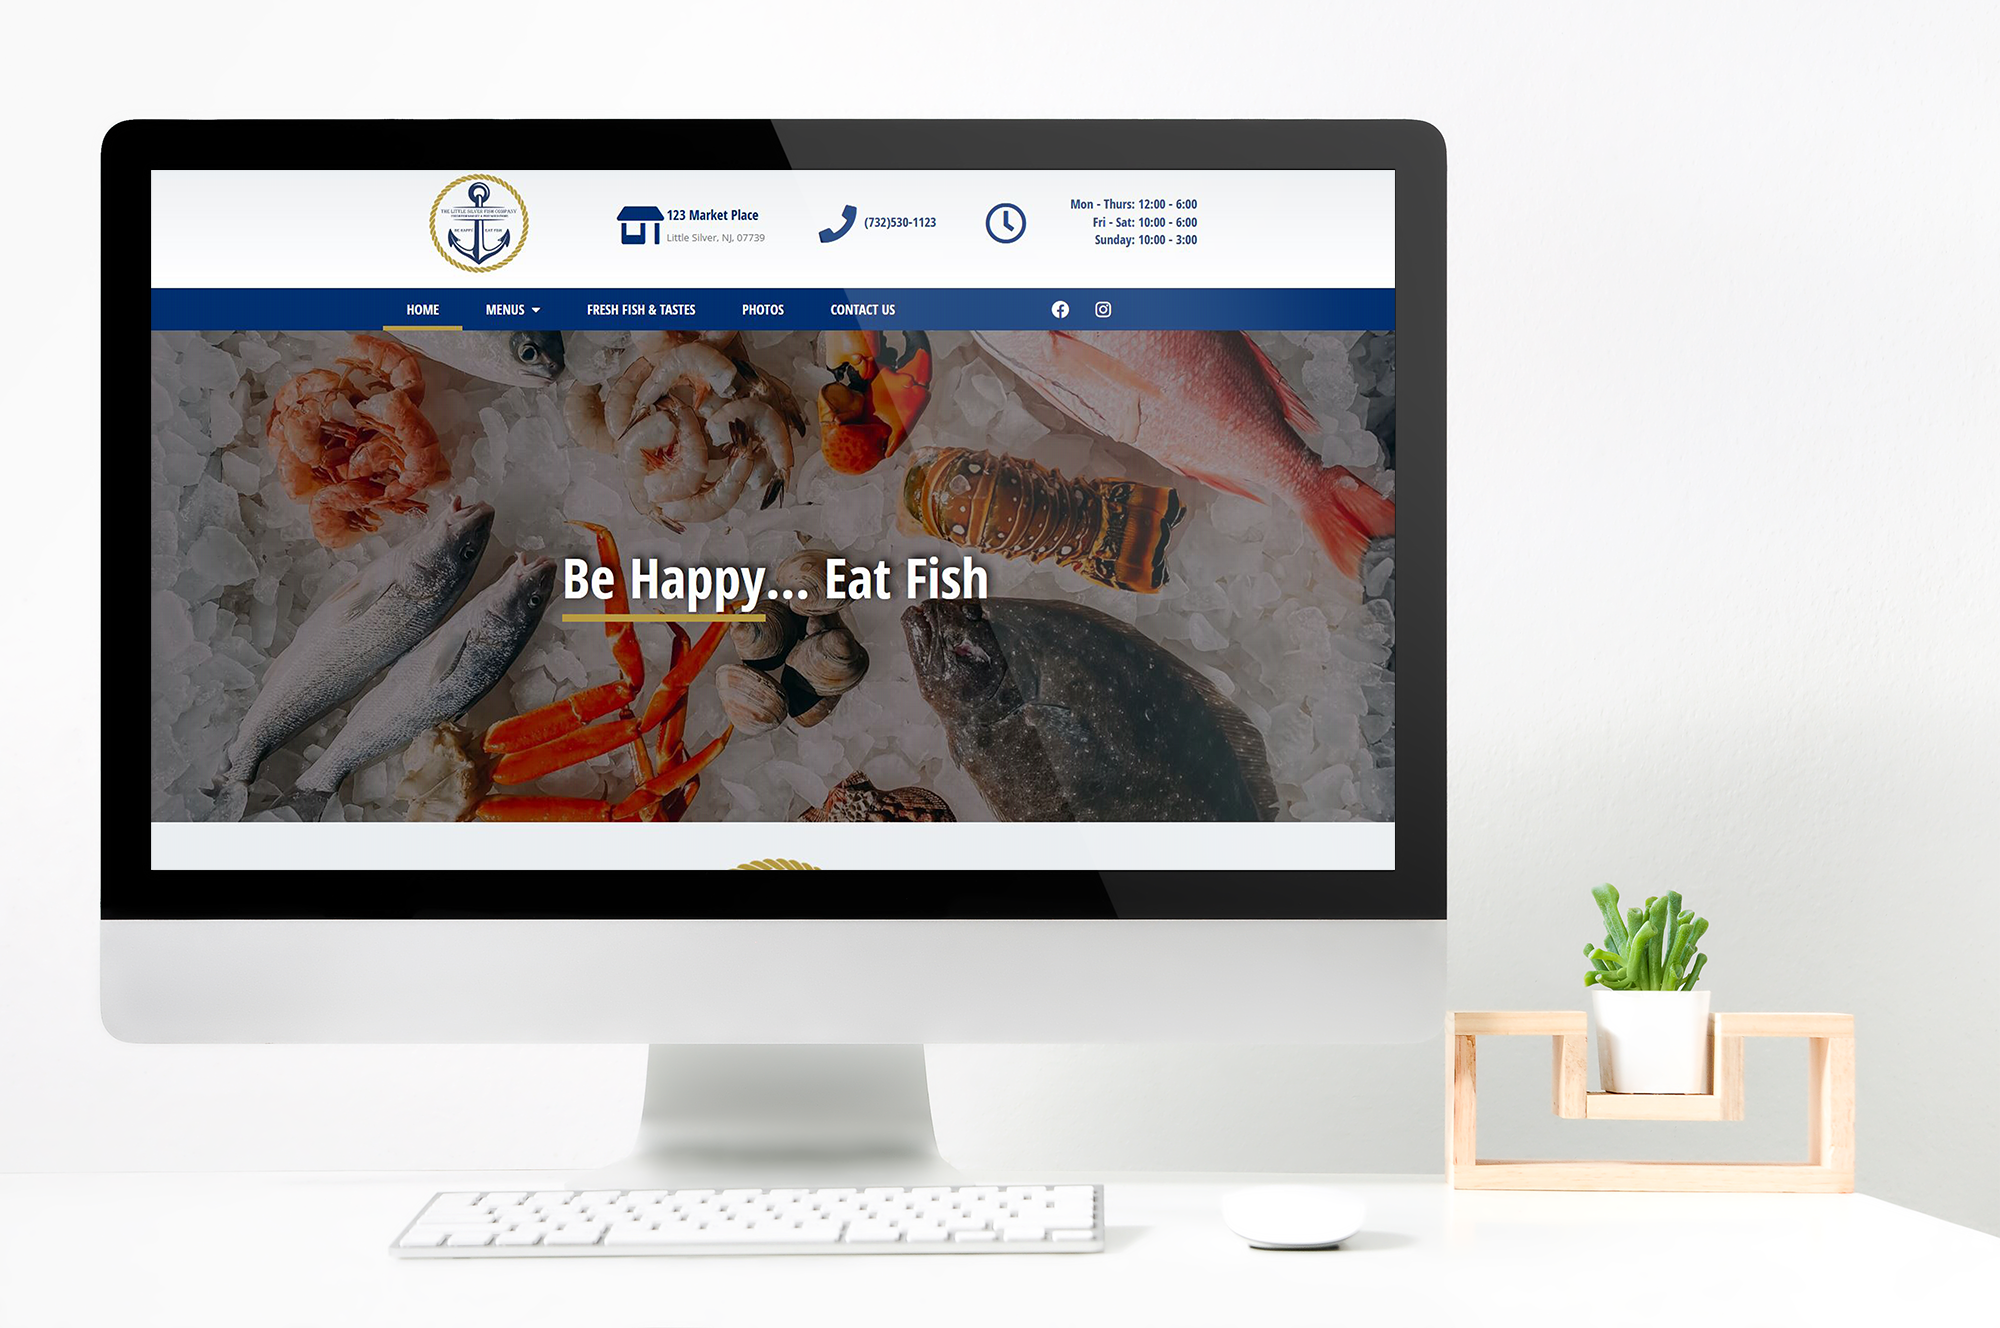 THE LITTLE SILVER FISH COMPANY
BE HAPPY
EAT FISH
123 Market Place
Little Silver, NJ, 07739
(732)530-1123
Mon - Thurs: 12:00 - 6:00
Fri - Sat: 10:00 - 6:00
Sunday: 10:00 - 3:00
HOME
MENUS
FRESH FISH & TASTES
PHOTOS
CONTACT US
Be Happy... Eat Fish